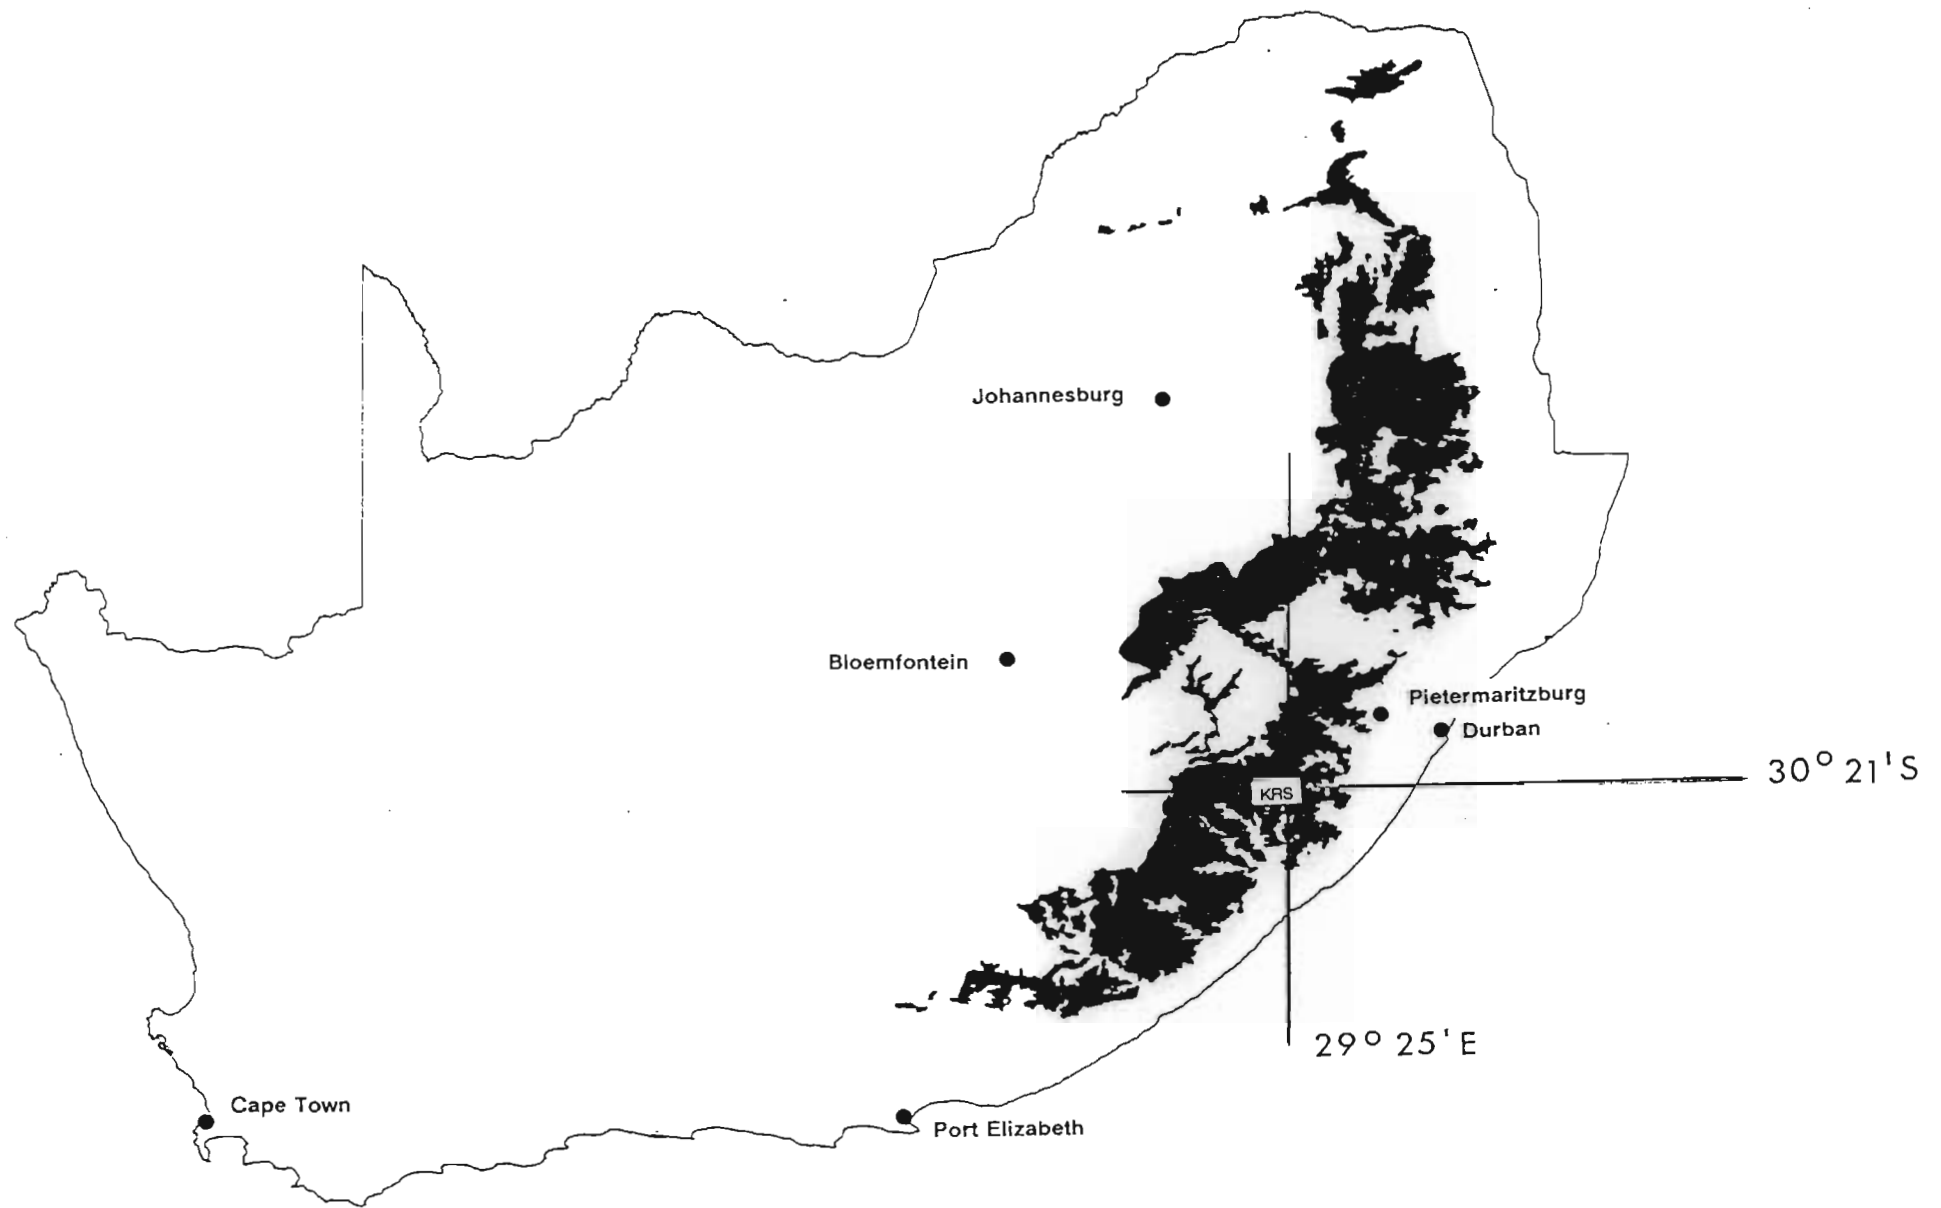 Johannesburg
Bloemfontein
Pietermaritzburg
Durban
30° 21'S
KRS
29° 25'E
Cape Town
Port Elizabeth